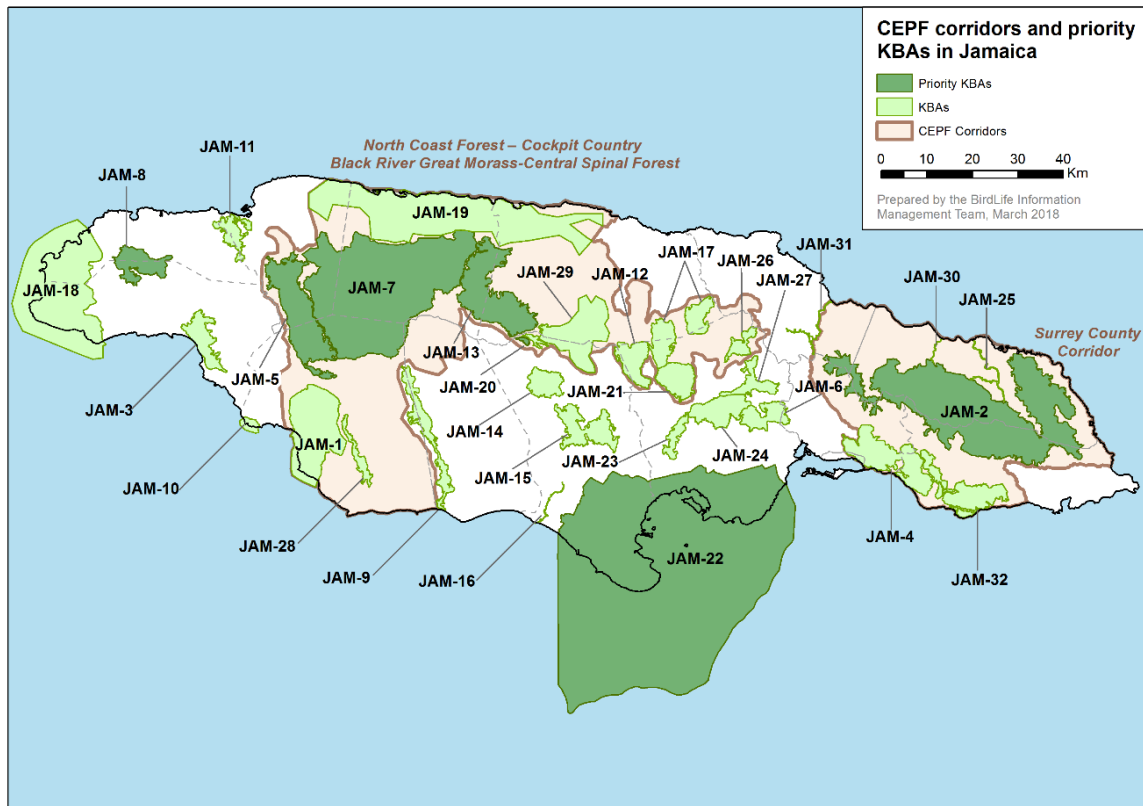 CEPF corridors and priority
KBAs in Jamaica
Priority KBAs
KBAs
CEPF Corridors
0 10 20 30 40
Km
Prepared by the BirdLife Information
Management Team, March 2018
North Coast Forest – Cockpit Country
Black River Great Morass-Central Spinal Forest
JAM-11
JAM-8
JAM-19
JAM-17
JAM-31
JAM-26
JAM-29
JAM-12
JAM-27
JAM-30
JAM-25
JAM-18
JAM-7
Surrey County
Corridor
JAM-13
JAM-5
JAM-20
JAM-21
JAM-6
JAM-3
JAM-2
JAM-14
JAM-1
JAM-23
JAM-24
JAM-15
JAM-10
JAM-28
JAM-4
JAM-22
JAM-9
JAM-16
JAM-32